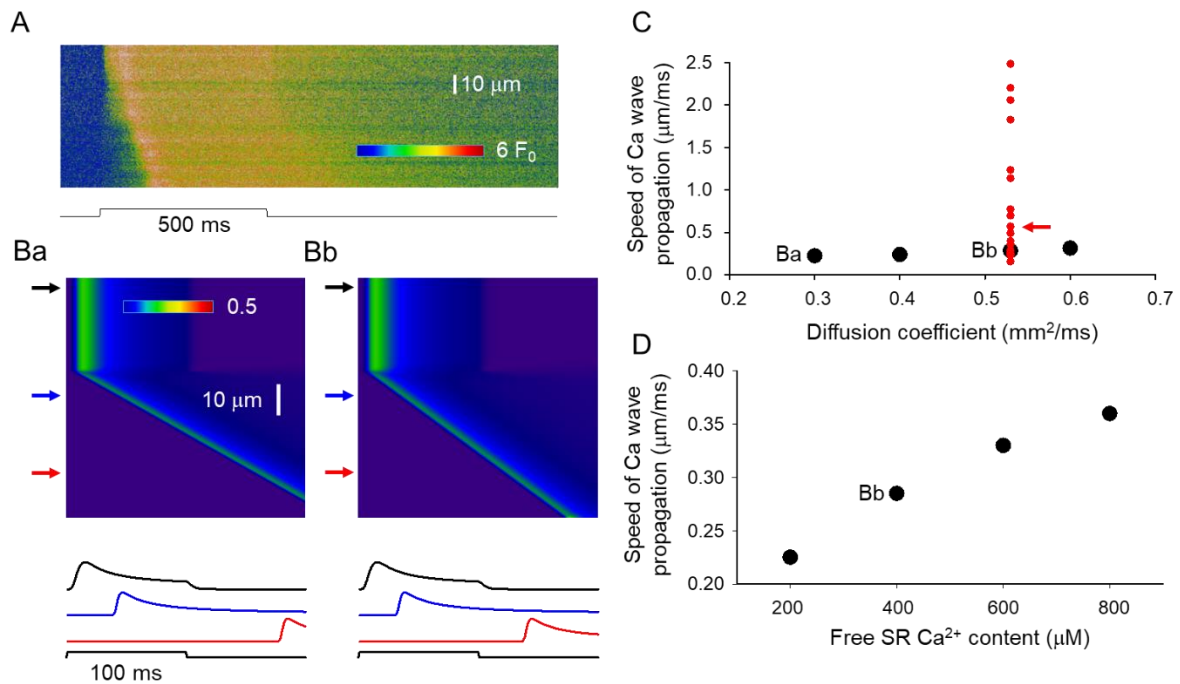 A
10 μm
6 F0
500 ms
Ba
Bb
0.5
10 μm
100 ms
C
Speed of Ca wave
propagation (μm/ms)
2.5
2.0
1.5
1.0
0.5
0.0
Ba
Bb
0.2
0.3
0.4
0.5
0.6
0.7
Diffusion coefficient (mm²/ms)
D
Speed of Ca wave
propagation (μm/ms)
0.40
0.35
0.30
0.25
0.20
Bb
200
400
600
800
Free SR Ca²⁺ content (μM)